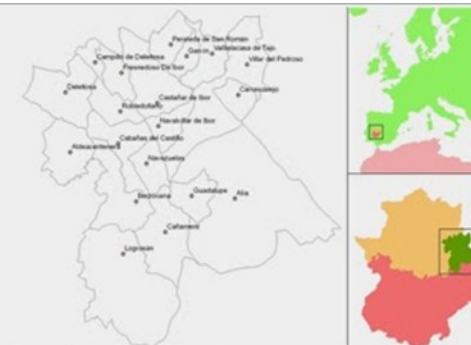 Peraleda de San Román
Garvín
Valdelacasa de Tajo
Campillo de Deleitosa
Villar del Pedroso
Fresnedoso De Ibor
Deleitosa
Carrascalejo
Castañar de Ibor
Robledollano
Navalvillar de Ibor
Cabañas del Castillo
Aldeacentenera
Navezuelas
Guadalupe
Alía
Berzocana
Cañamero
Logrosán